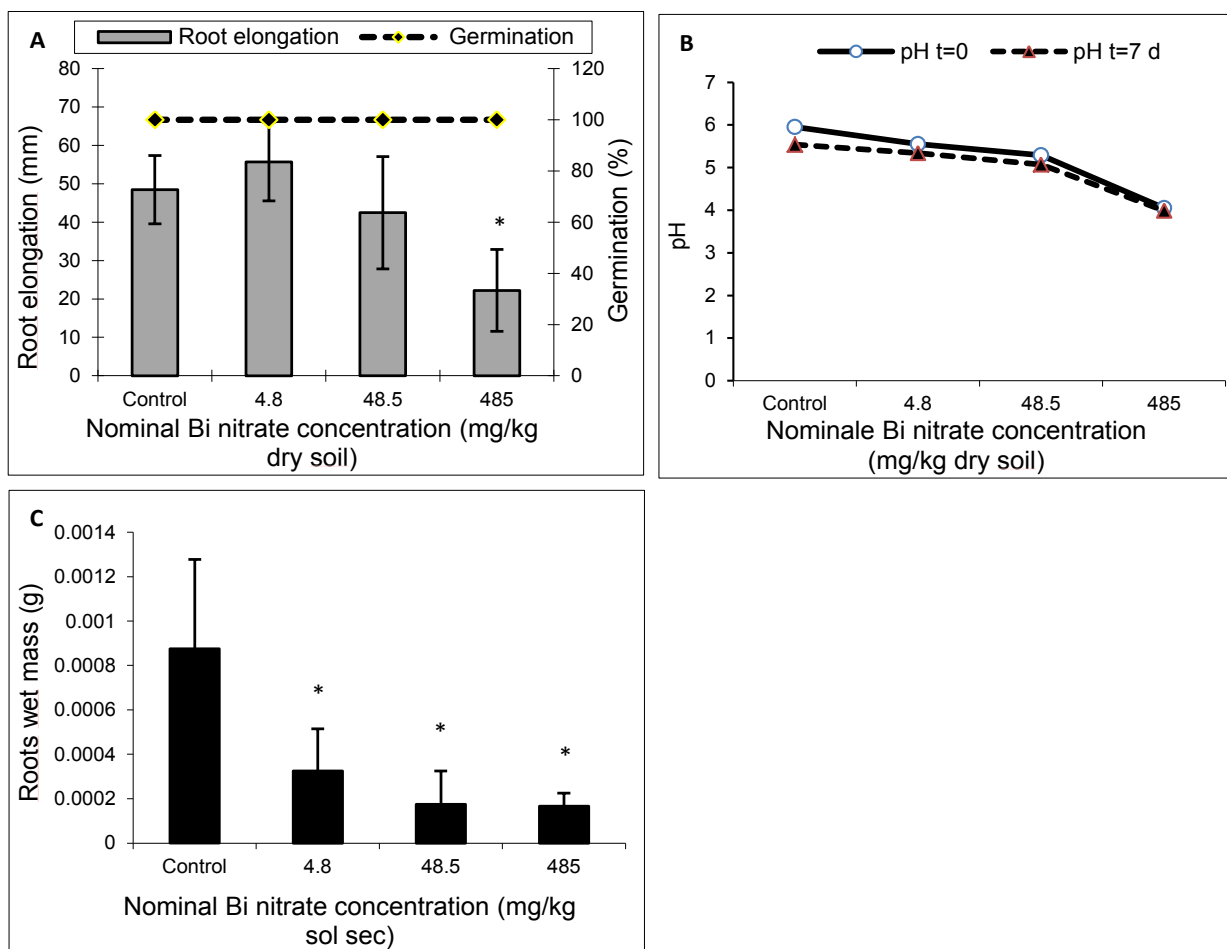 A
Root elongation Germination
Root elongation (mm)
80
70
60
50
40
30
20
10
0
120
100
80
60
40
20
0
Germination (%)
*
Control 4.8 48.5 485
Nominal Bi nitrate concentration (mg/kg
dry soil)
B
pH t=0 pH t=7 d
pH
7
6
5
4
3
2
1
0
Control 4.8 48.5 485
Nominale Bi nitrate concentration
(mg/kg dry soil)
C
Roots wet mass (g)
0.0014
0.0012
0.001
0.0008
0.0006
0.0004
0.0002
0
* * *
Control 4.8 48.5 485
Nominal Bi nitrate concentration (mg/kg
sol sec)